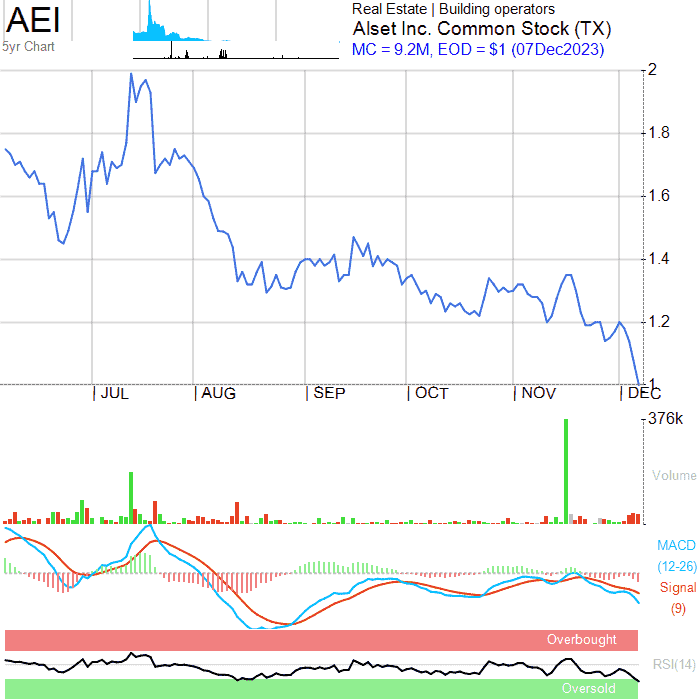 AEI
5yr Chart
Real Estate | Building operators
Alset Inc. Common Stock (TX)
MC = 9.2M, EOD = $1 (07Dec2023)
2
1.8
1.6
1.4
1.2
1
JUL AUG SEP OCT NOV DEC
376k
Volume
MACD
(12-26)
Signal
(9)
Overbought
RSI(14)
Oversold